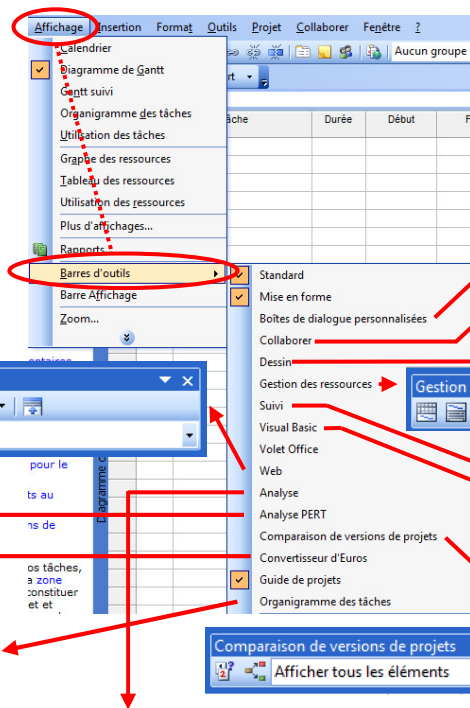 Affichage Insertion Format Outils Projet Collaborer Fenêtre ?
Calendrier
Aucun groupe
Diagramme de Gantt
Gantt suivi
Organigramme des tâches
Durée Début
Utilisation des tâches
Graphe des ressources
Tableau des ressources
Utilisation des ressources
Plus d'affichages...
Rapports
Barres d'outils
Barre Affichage
Zoom...
Standard
Mise en forme
Boîtes de dialogue personnalisées
Collaborer
Dessin
Gestion des ressources
Gestion
Suivi
Visual Basic
Volet Office
Web
Analyse
Analyse PERT
Comparaison de versions de projets
Convertisseur d'Euros
Guide de projets
Organigramme des tâches
pour le
ts au
ns de
os tâches,
a zone
constituer
et et
Comparaison de versions de projets
Afficher tous les éléments